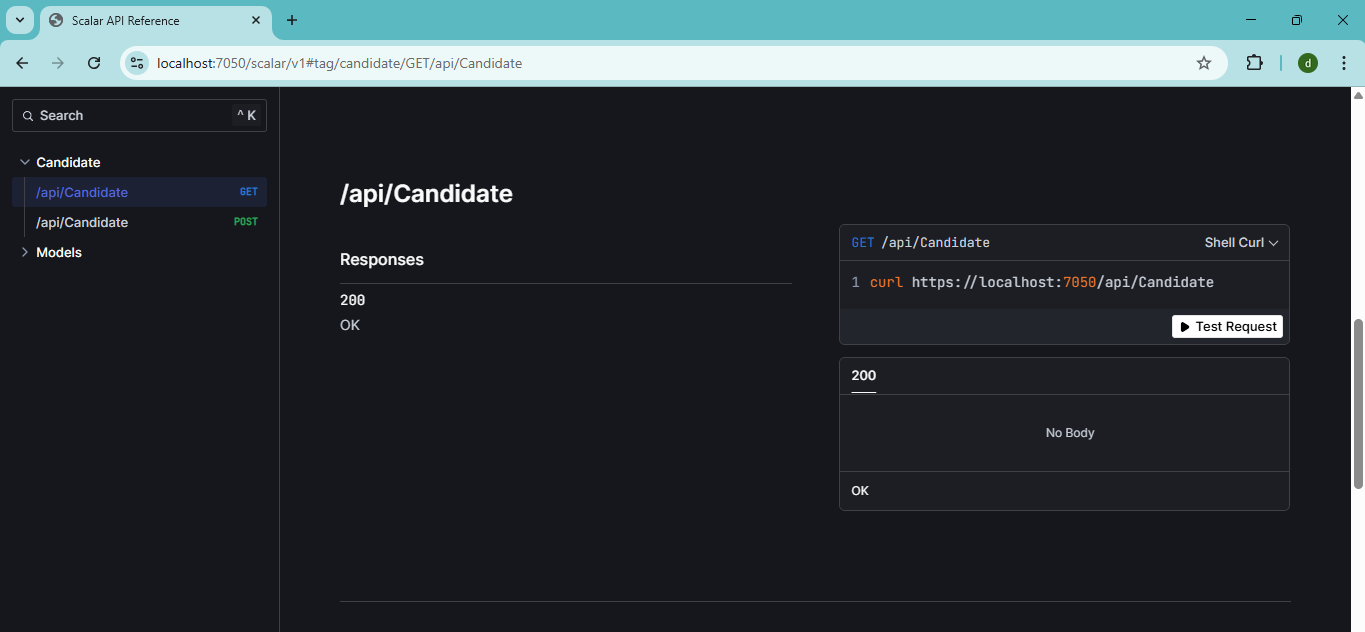 Scalar API Reference
localhost:7050/scalar/v1#tag/candidate/GET/api/Candidate
d
Search
^ K
Candidate
/api/Candidate GET
/api/Candidate POST
Models
/api/Candidate
Responses
200
OK
GET /api/Candidate Shell Curl
1 curl https://localhost:7050/api/Candidate
Test Request
200
No Body
OK